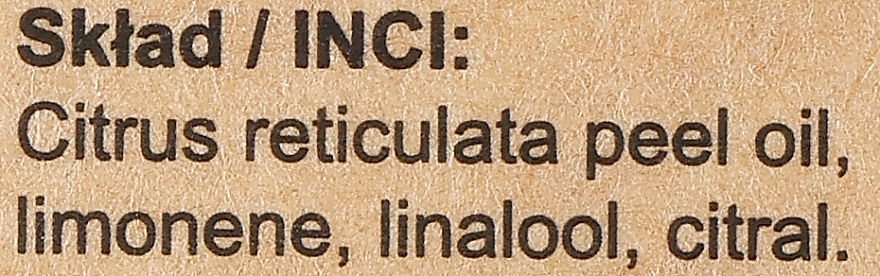 Skład / INCI:
Citrus reticulata peel oil,
limonene, linalool, citral.